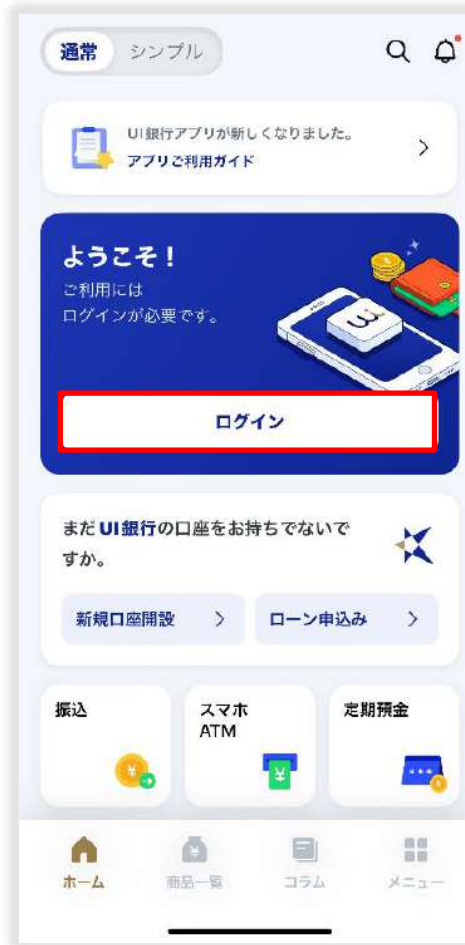 通常 シンプル
UI銀行アプリが新しくなりました。
アプリご利用ガイド
ようこそ！
ご利用には
ログインが必要です。
ui
ログイン
まだUI銀行の口座をお持ちでないで
すか。
新規口座開設 ローン申込み
振込 スマホ 定期預金
ATM
ホーム 商品一覧 コラム メニュー